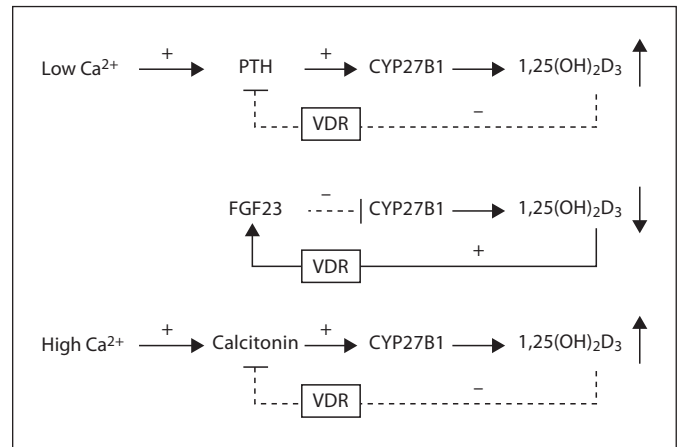 + +
Low Ca²⁺ PTH CYP27B1 1,25(OH)₂D₃
VDR −
−
FGF23 CYP27B1 1,25(OH)₂D₃
VDR +
+ +
High Ca²⁺ Calcitonin CYP27B1 1,25(OH)₂D₃
VDR −